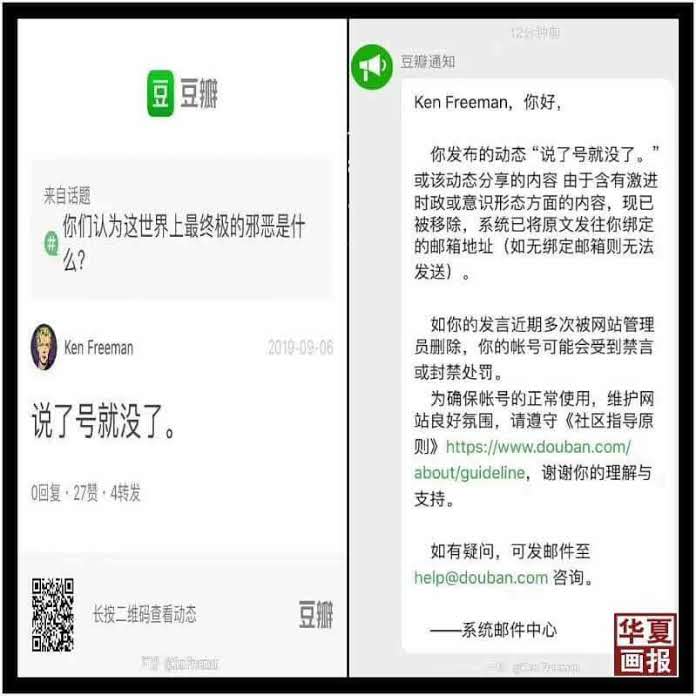 豆 豆瓣
来自话题
# 你们认为这世界上最终极的邪恶是什
么?
Ken Freeman
2019-09-06
说了号就没了。
0回复 · 27赞 · 4转发
长按二维码查看动态
豆瓣
@Ken Freeman
12分钟前
豆瓣通知
Ken Freeman，你好，
你发布的动态 “说了号就没了。”
或该动态分享的内容 由于含有激进
时政或意识形态方面的内容，现已
被移除，系统已将原文发往你绑定
的邮箱地址（如无绑定邮箱则无法
发送）。
如你的发言近期多次被网站管理
员删除，你的帐号可能会受到禁言
或封禁处罚。
为确保帐号的正常使用，维护网
站良好氛围，请遵守《社区指导原
则》https://www.douban.com/
about/guideline，谢谢你的理解与
支持。
如有疑问，可发邮件至
help@douban.com 咨询。
——系统邮件中心
@Ken Freeman
华夏
画报